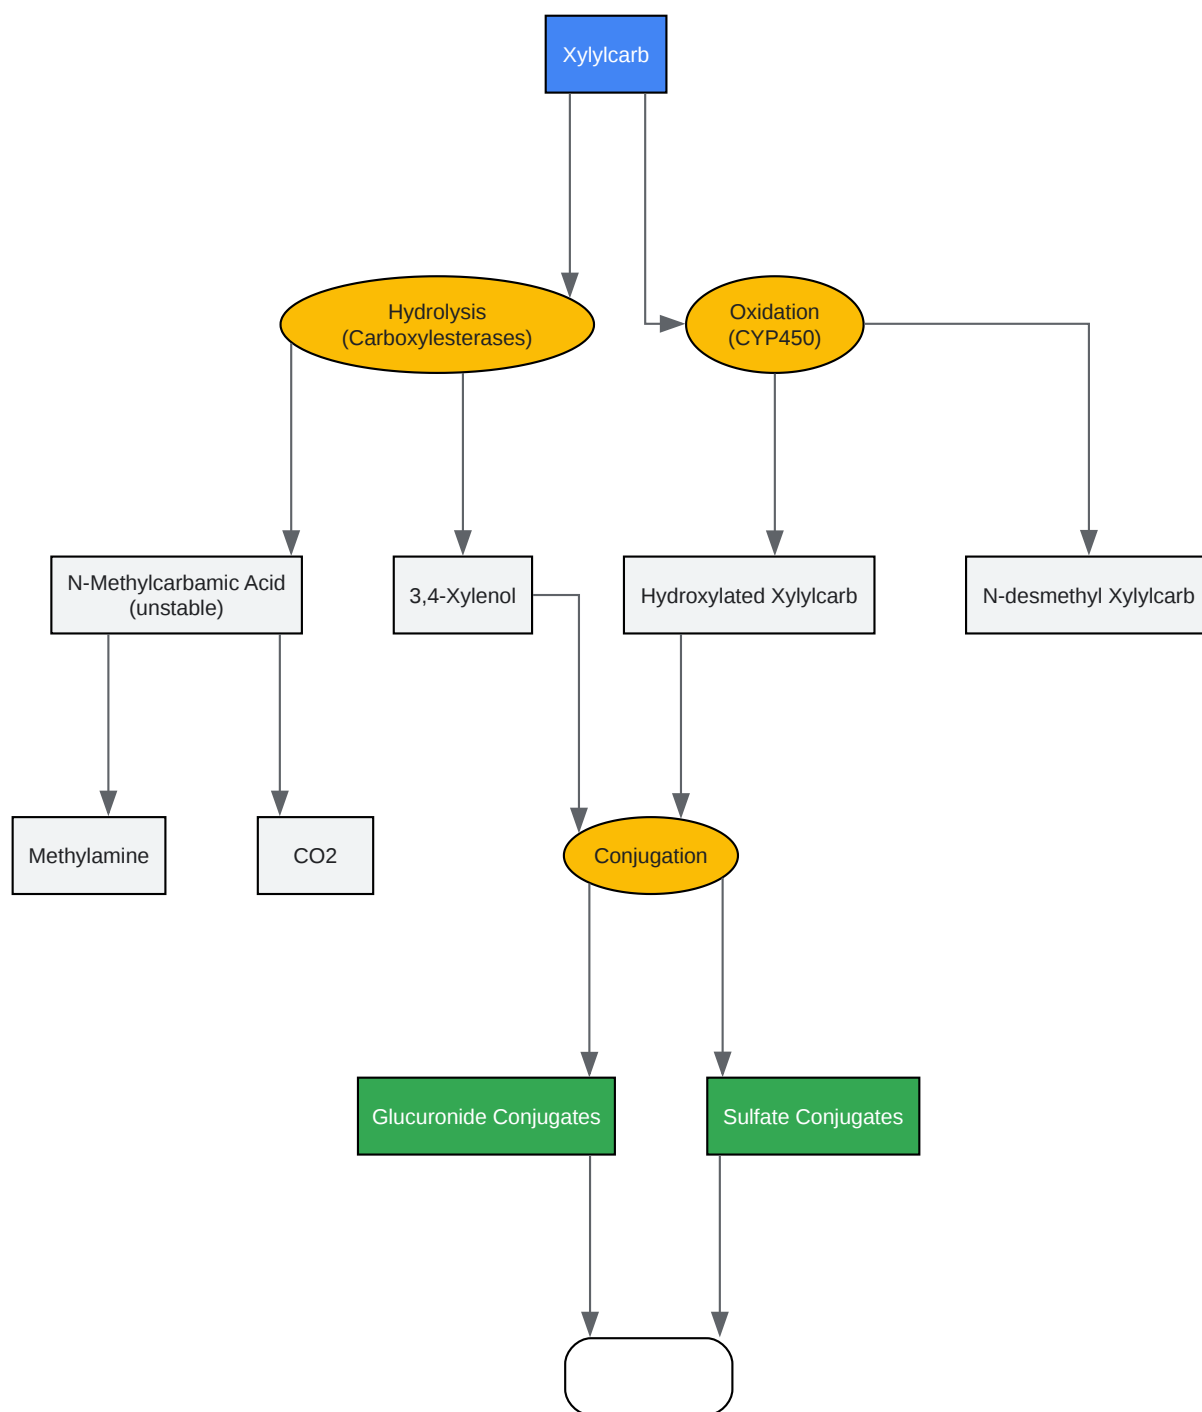 Xylylcarb
Hydrolysis
(Carboxylesterases)
Oxidation
(CYP450)
N-Methylcarbamic Acid
(unstable)
3,4-Xylenol
Hydroxylated Xylylcarb
N-desmethyl Xylylcarb
Methylamine
CO2
Conjugation
Glucuronide Conjugates
Sulfate Conjugates